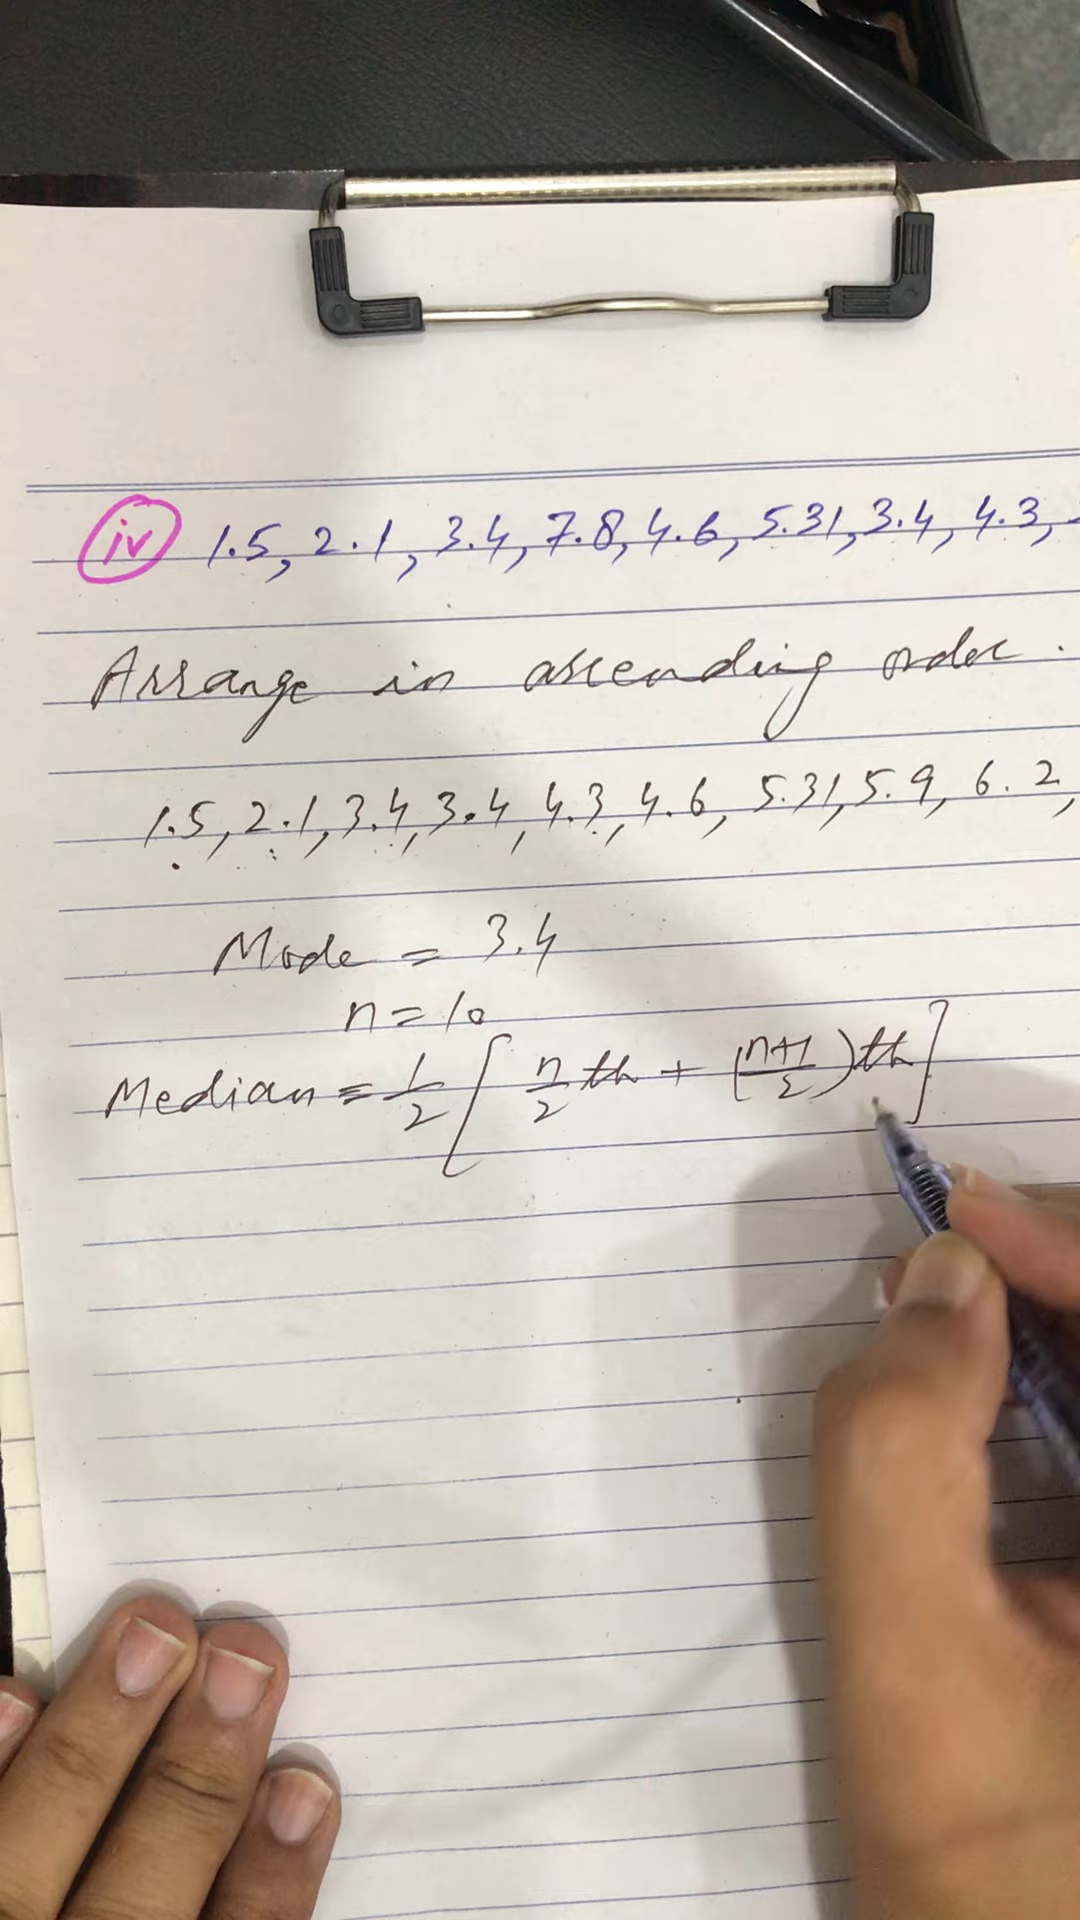 iv 1.5, 2.1, 3.4, 7.8, 4.6, 5.31, 3.4, 4.3,
Arrange in ascending order.
1.5, 2.1, 3.4, 3.4, 4.3, 4.6, 5.31, 5.9, 6.2,
Mode = 3.4
n = 10
Median = 1/2 [ n/2 th + (n+1/2) th ]